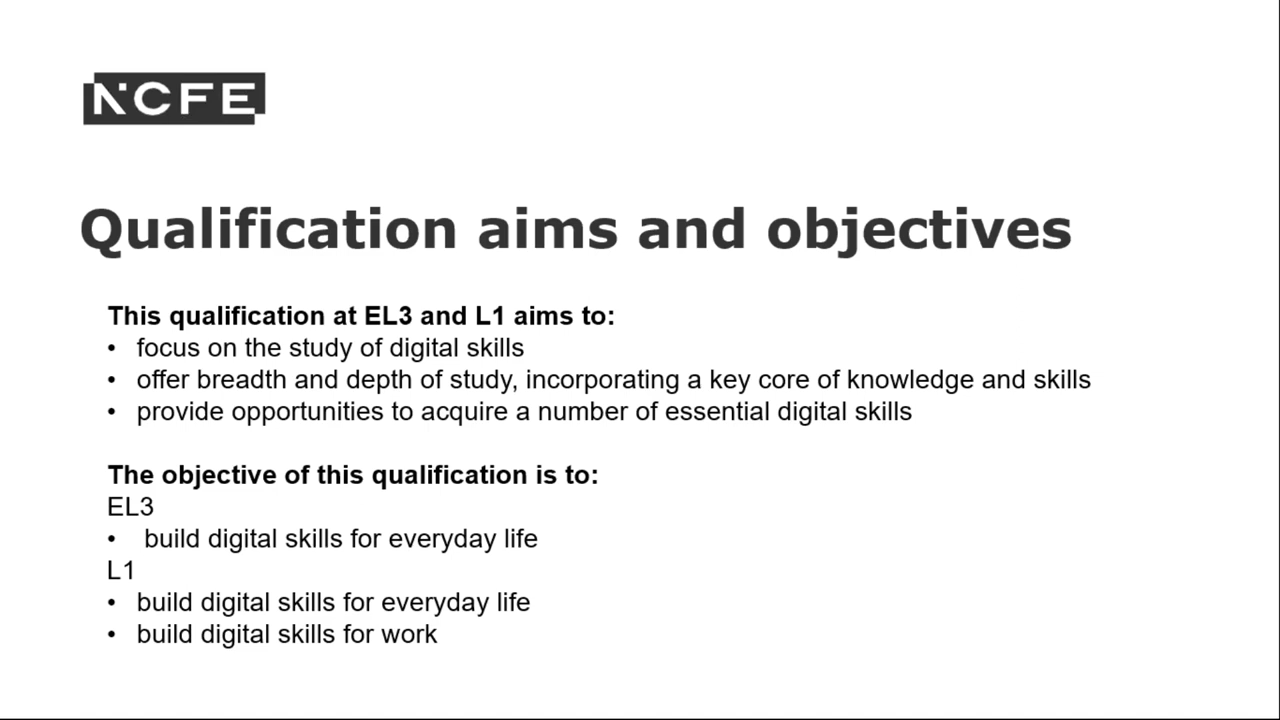 NCFE
Qualification aims and objectives
This qualification at EL3 and L1 aims to:
• focus on the study of digital skills
• offer breadth and depth of study, incorporating a key core of knowledge and skills
• provide opportunities to acquire a number of essential digital skills
The objective of this qualification is to:
EL3
• build digital skills for everyday life
L1
• build digital skills for everyday life
• build digital skills for work